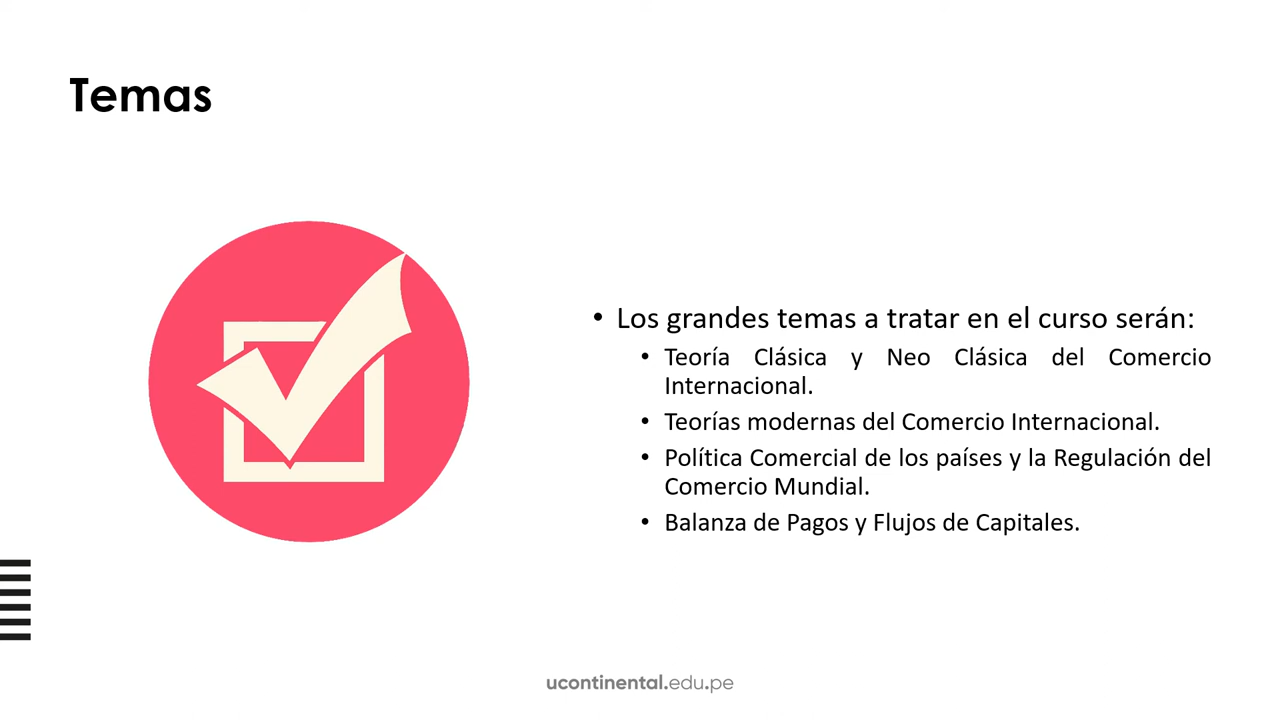 Temas
• Los grandes temas a tratar en el curso serán:
• Teoría Clásica y Neo Clásica del Comercio
Internacional.
• Teorías modernas del Comercio Internacional.
• Política Comercial de los países y la Regulación del
Comercio Mundial.
• Balanza de Pagos y Flujos de Capitales.
ucontinental.edu.pe